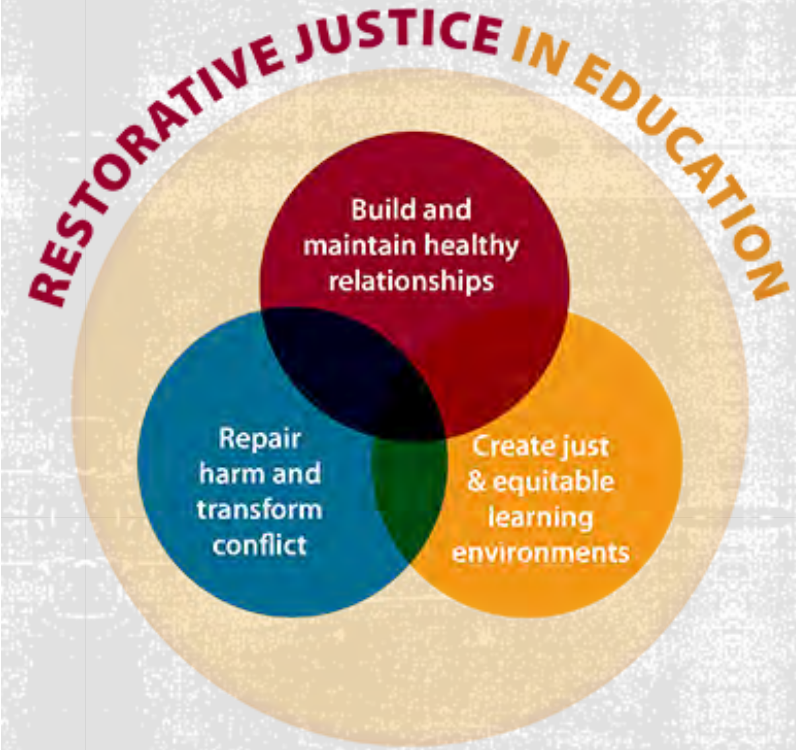 RESTORATIVE JUSTICE IN EDUCATION
Build and
maintain healthy
relationships
Repair
harm and
transform
conflict
Create just
& equitable
learning
environments